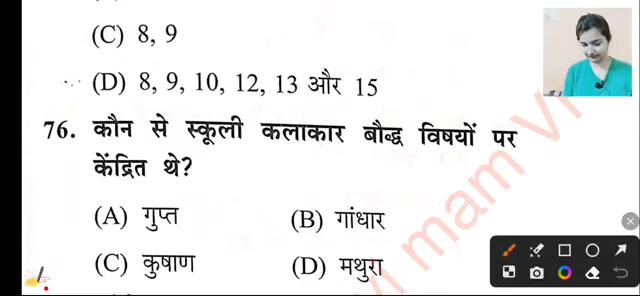 (C) 8, 9
(D) 8, 9, 10, 12, 13 और 15
76. कौन से स्कूली कलाकार बौद्ध विषयों पर
केंद्रित थे?
(A) गुप्त (B) गांधार
(C) कुषाण (D) मथुरा